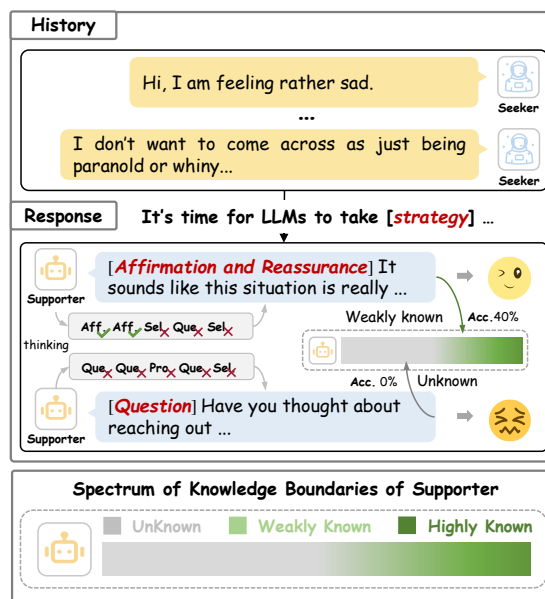 History
Hi, I am feeling rather sad.
Seeker
...
I don't want to come across as just being
paranold or whiny...
Seeker
Response
It's time for LLMs to take [strategy] ...
[Affirmation and Reassurance] It
sounds like this situation is really ...
Supporter
Aff. Aff. Sel. Que. Sel.
thinking
Weakly known
Acc.40%
Que. Que. Pro. Que. Sel.
Acc. 0%
Unknown
[Question] Have you thought about
reaching out ...
Supporter
Spectrum of Knowledge Boundaries of Supporter
UnKnown
Weakly Known
Highly Known